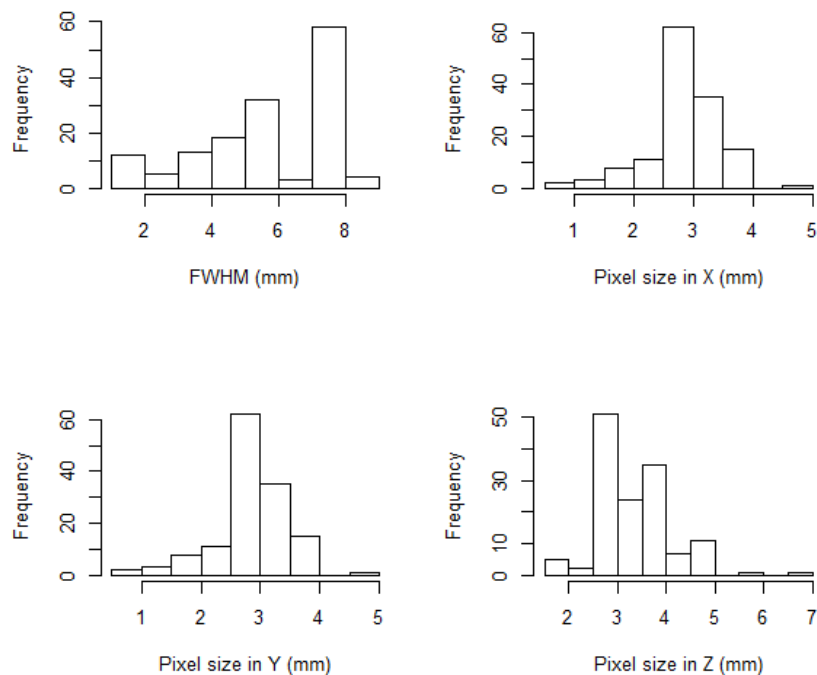 Frequency
60
40
20
0
2 4 6 8
FWHM (mm)
Frequency
60
40
20
0
1 2 3 4 5
Pixel size in X (mm)
Frequency
60
40
20
0
1 2 3 4 5
Pixel size in Y (mm)
Frequency
50
30
10
0
2 3 4 5 6 7
Pixel size in Z (mm)